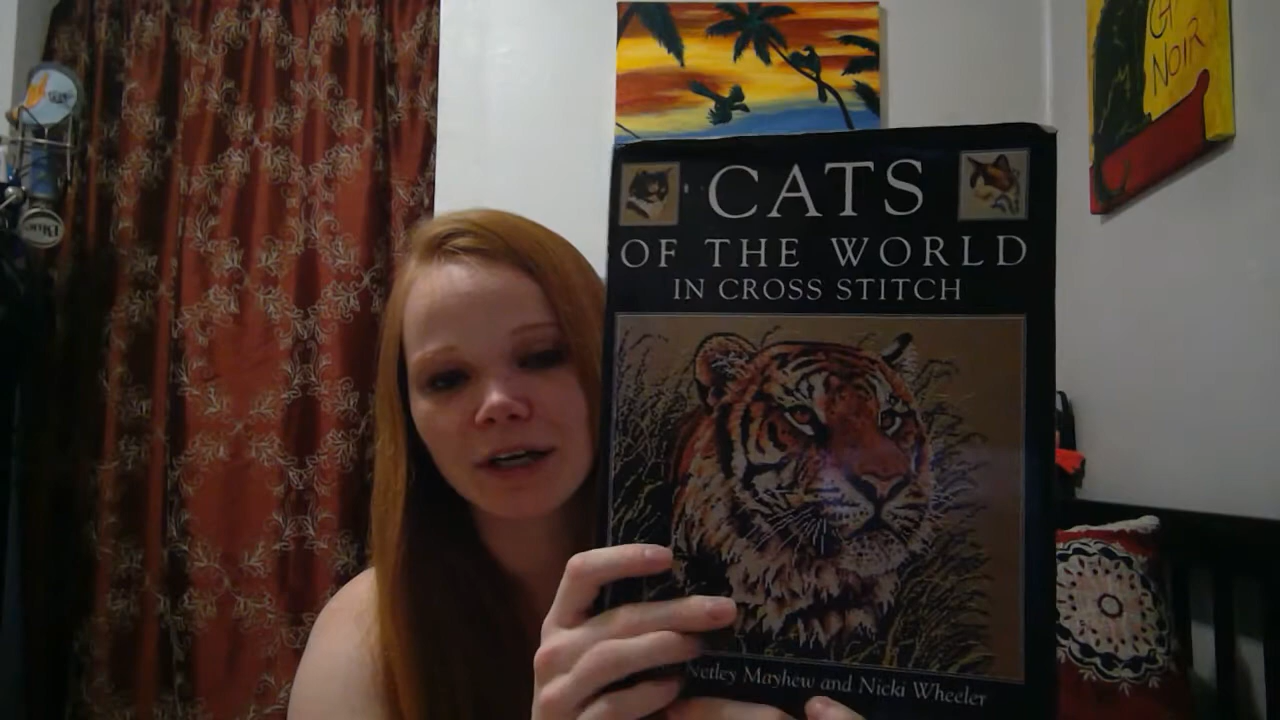 CATS
OF THE WORLD
IN CROSS STITCH
Netley Mayhew and Nicki Wheeler
NOIR